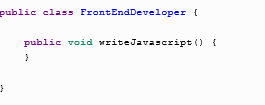 public class FrontEndDeveloper {
public void writeJavascript() {
}
}